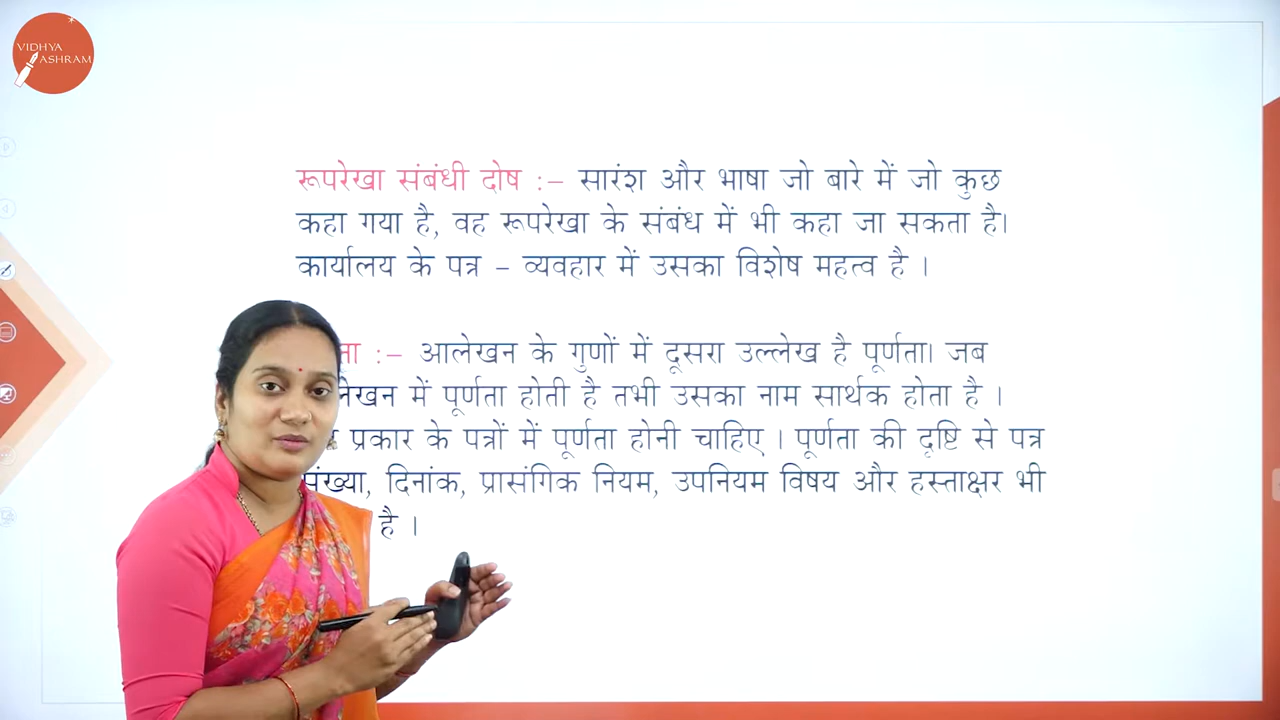 VIDHYA
ASHRAM
रूपरेखा संबंधी दोष :– सारंश और भाषा जो बारे में जो कुछ
कहा गया है, वह रूपरेखा के संबंध में भी कहा जा सकता है।
कार्यालय के पत्र – व्यवहार में उसका विशेष महत्व है ।
:– आलेखन के गुणों में दूसरा उल्लेख है पूर्णता। जब
में पूर्णता होती है तभी उसका नाम सार्थक होता है ।
प्रकार के पत्रों में पूर्णता होनी चाहिए । पूर्णता की दृष्टि से पत्र
संख्या, दिनांक, प्रासंगिक नियम, उपनियम विषय और हस्ताक्षर भी
है ।